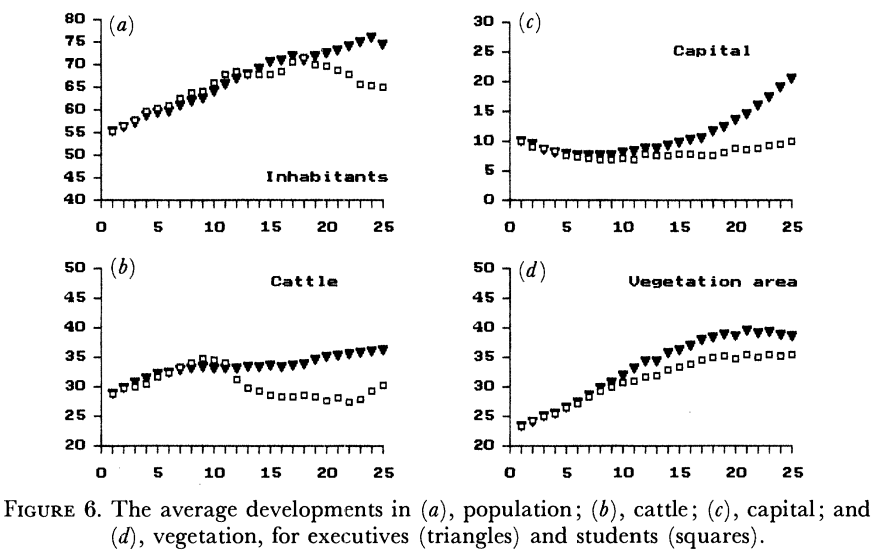 (a)
80
75
70
65
60
55
50
45
40
Inhabitants
0 5 10 15 20 25
(c)
30
25
20
15
10
5
0
Capital
0 5 10 15 20 25
(b)
50
45
40
35
30
25
20
Cattle
0 5 10 15 20 25
(d)
50
45
40
35
30
25
20
Vegetation area
0 5 10 15 20 25
FIGURE 6. The average developments in (a), population; (b), cattle; (c), capital; and
(d), vegetation, for executives (triangles) and students (squares).